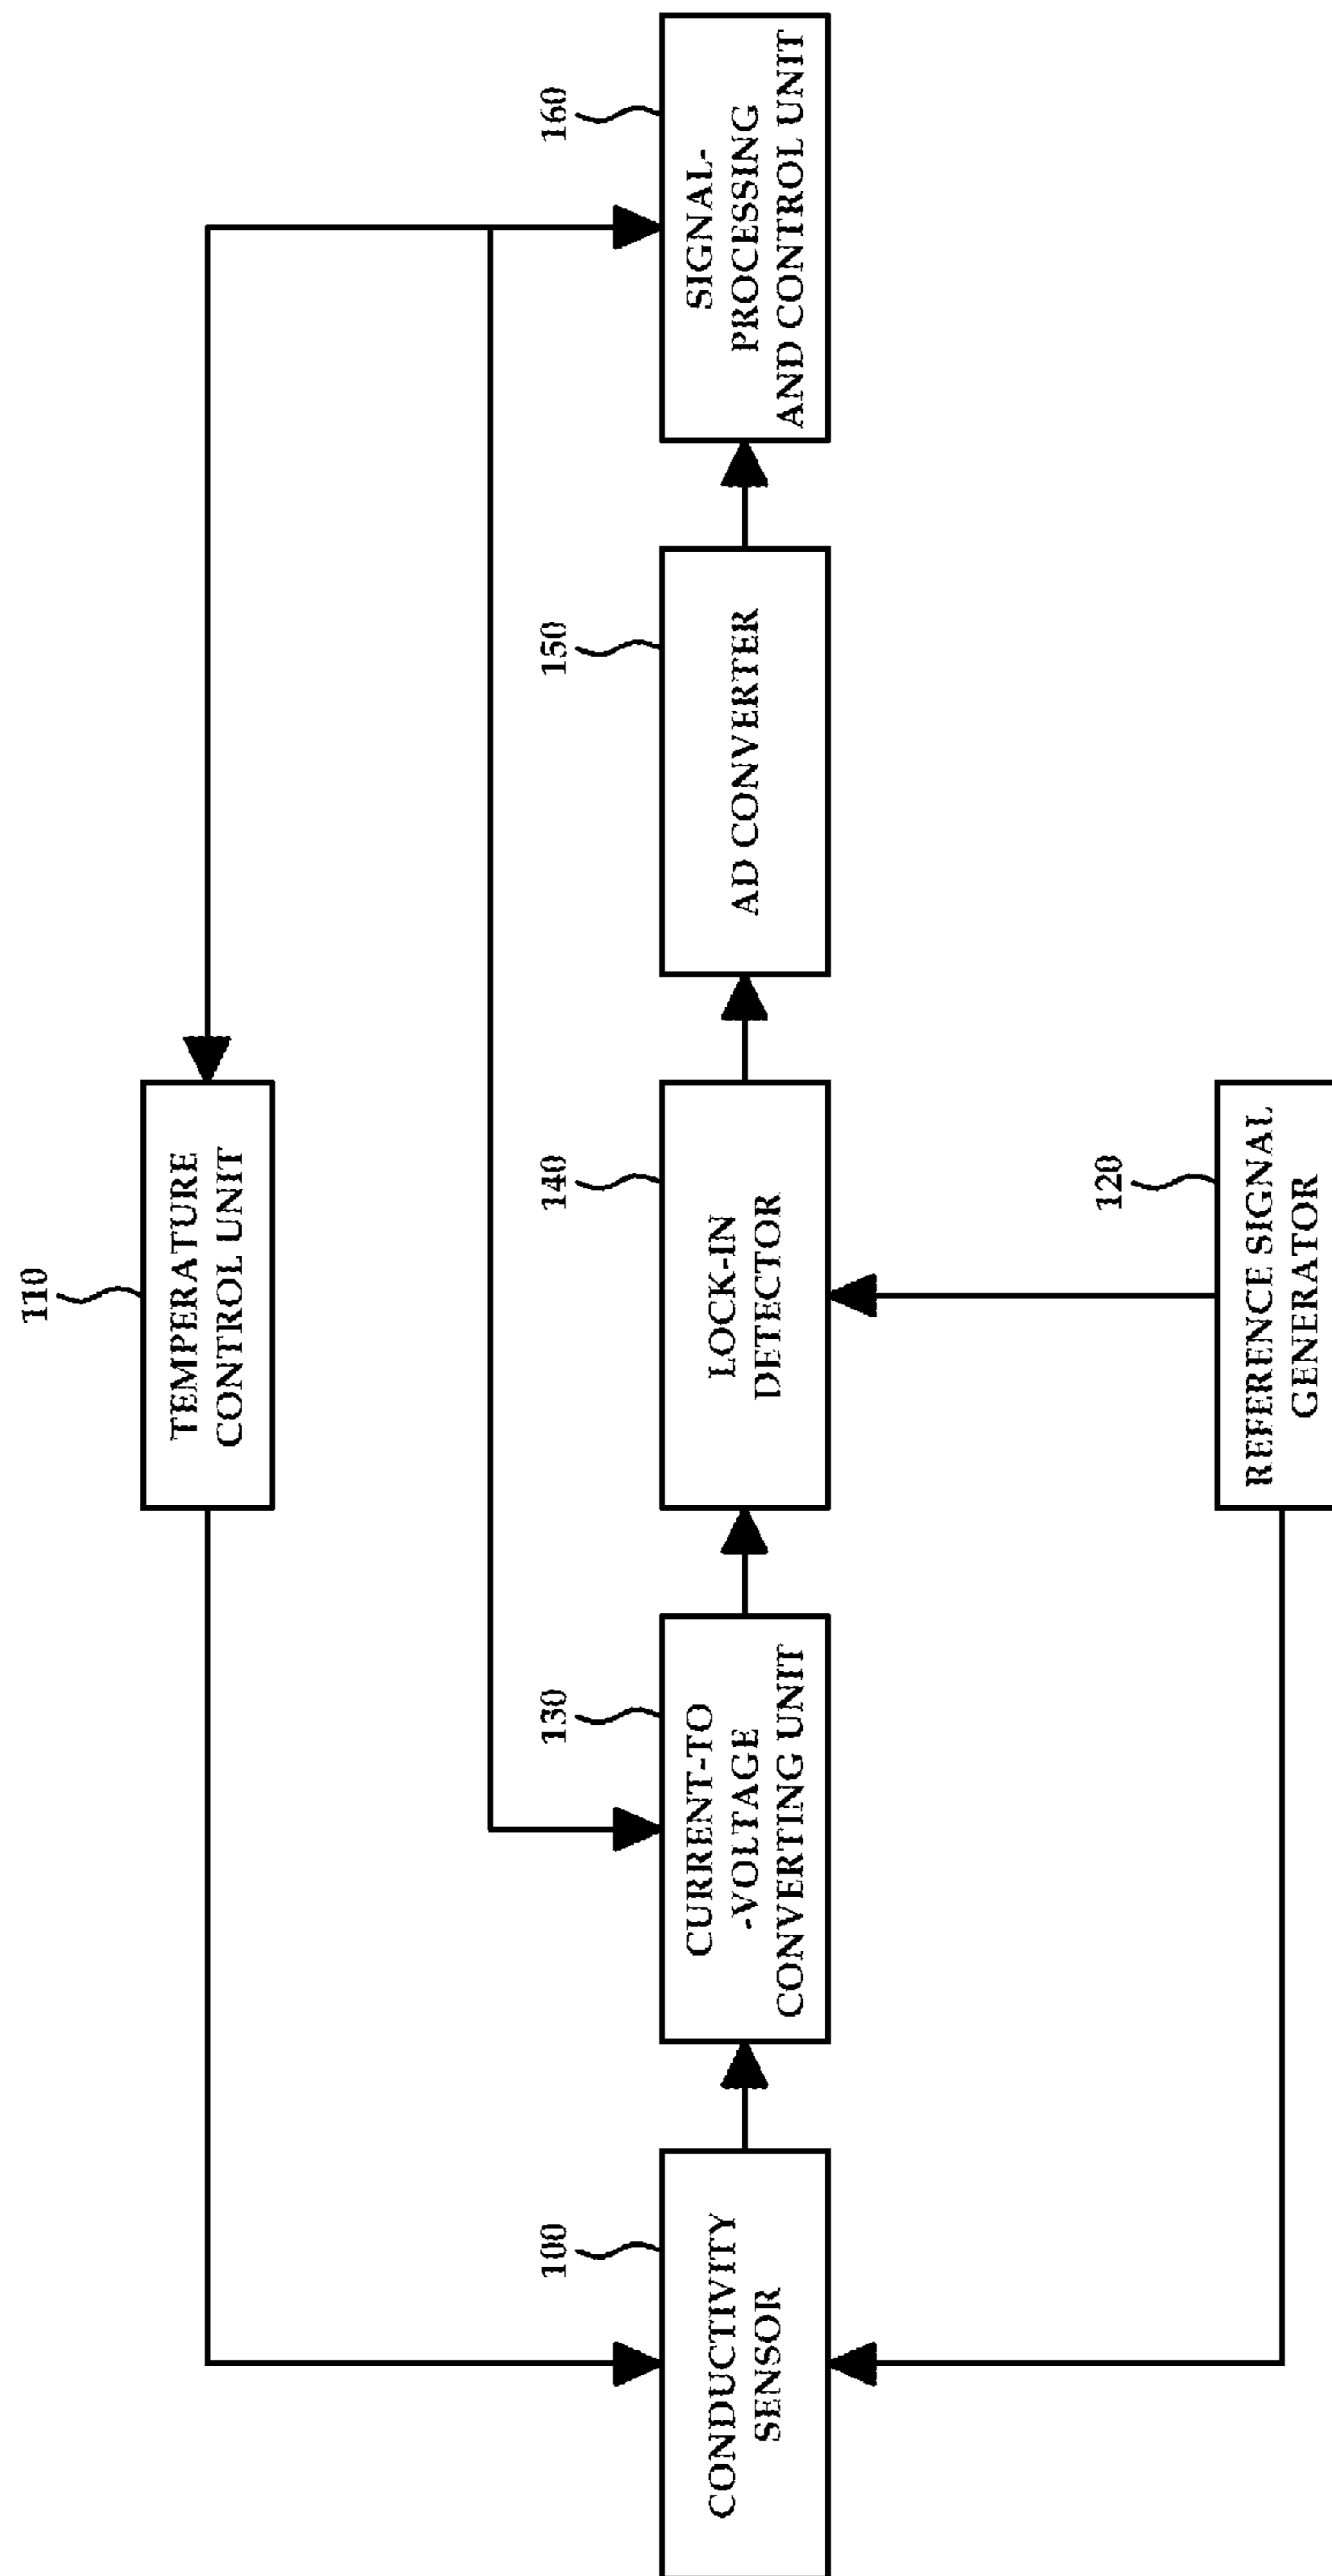 110
TEMPERATURE
CONTROL UNIT
100
CONDUCTIVITY
SENSOR
130
CURRENT-TO
-VOLTAGE
CONVERTING UNIT
140
LOCK-IN
DETECTOR
150
AD CONVERTER
160
SIGNAL-
PROCESSING
AND CONTROL UNIT
120
REFERENCE SIGNAL
GENERATOR